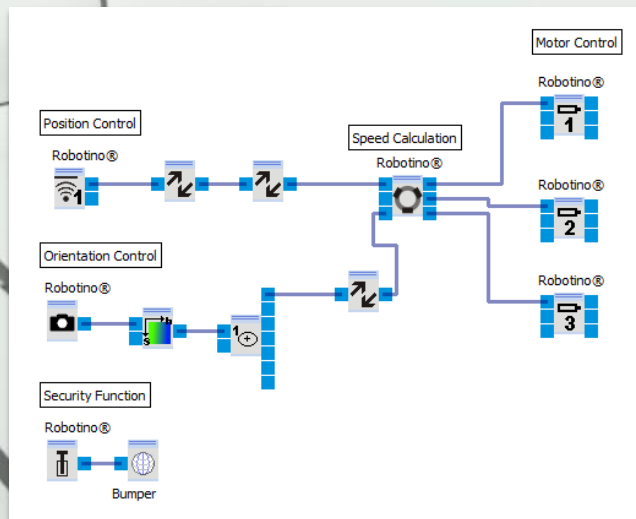 Motor Control
Robotino®
1
Position Control
Robotino®
1
Speed Calculation
Robotino®
Robotino®
2
Orientation Control
Robotino®
h
s
1
Robotino®
3
Security Function
Robotino®
Bumper